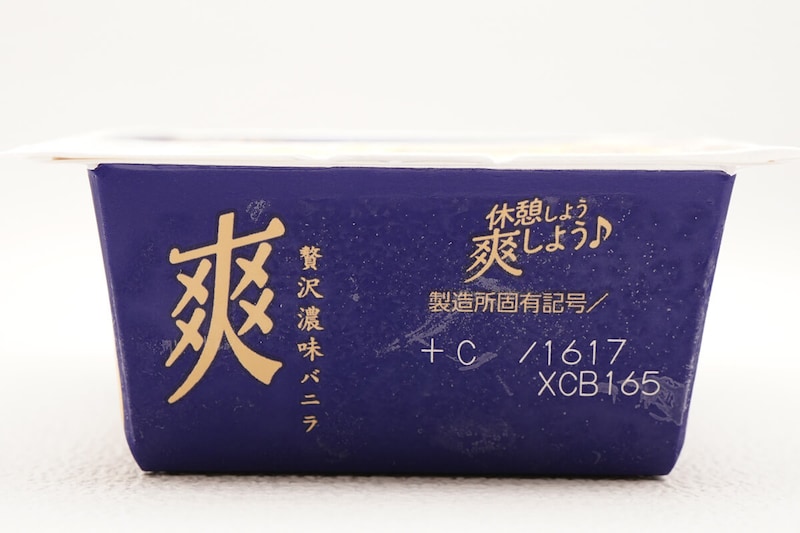 爽
贅沢濃味バニラ
休憩しよう
爽しよう♪
製造所固有記号/
+C /1617
XCB165